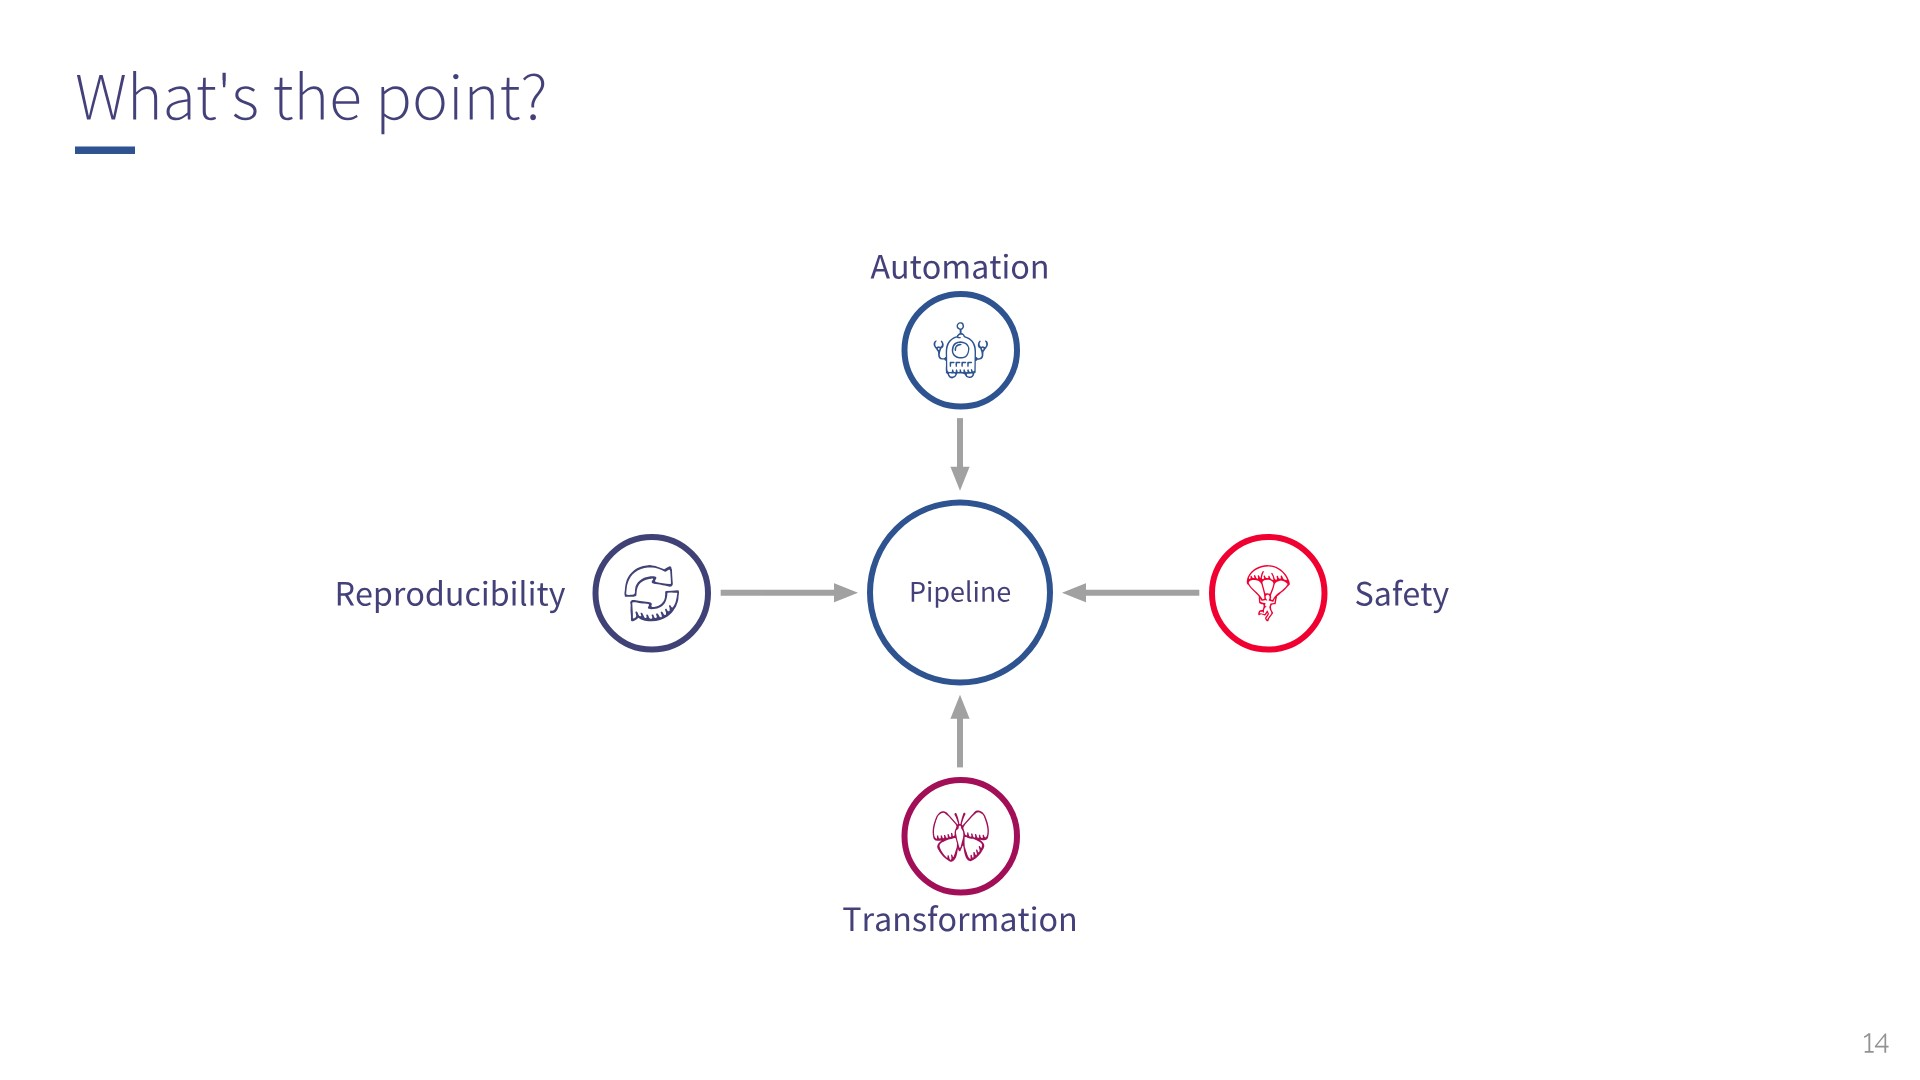 What's the point?
Automation
Reproducibility
Pipeline
Safety
Transformation
14